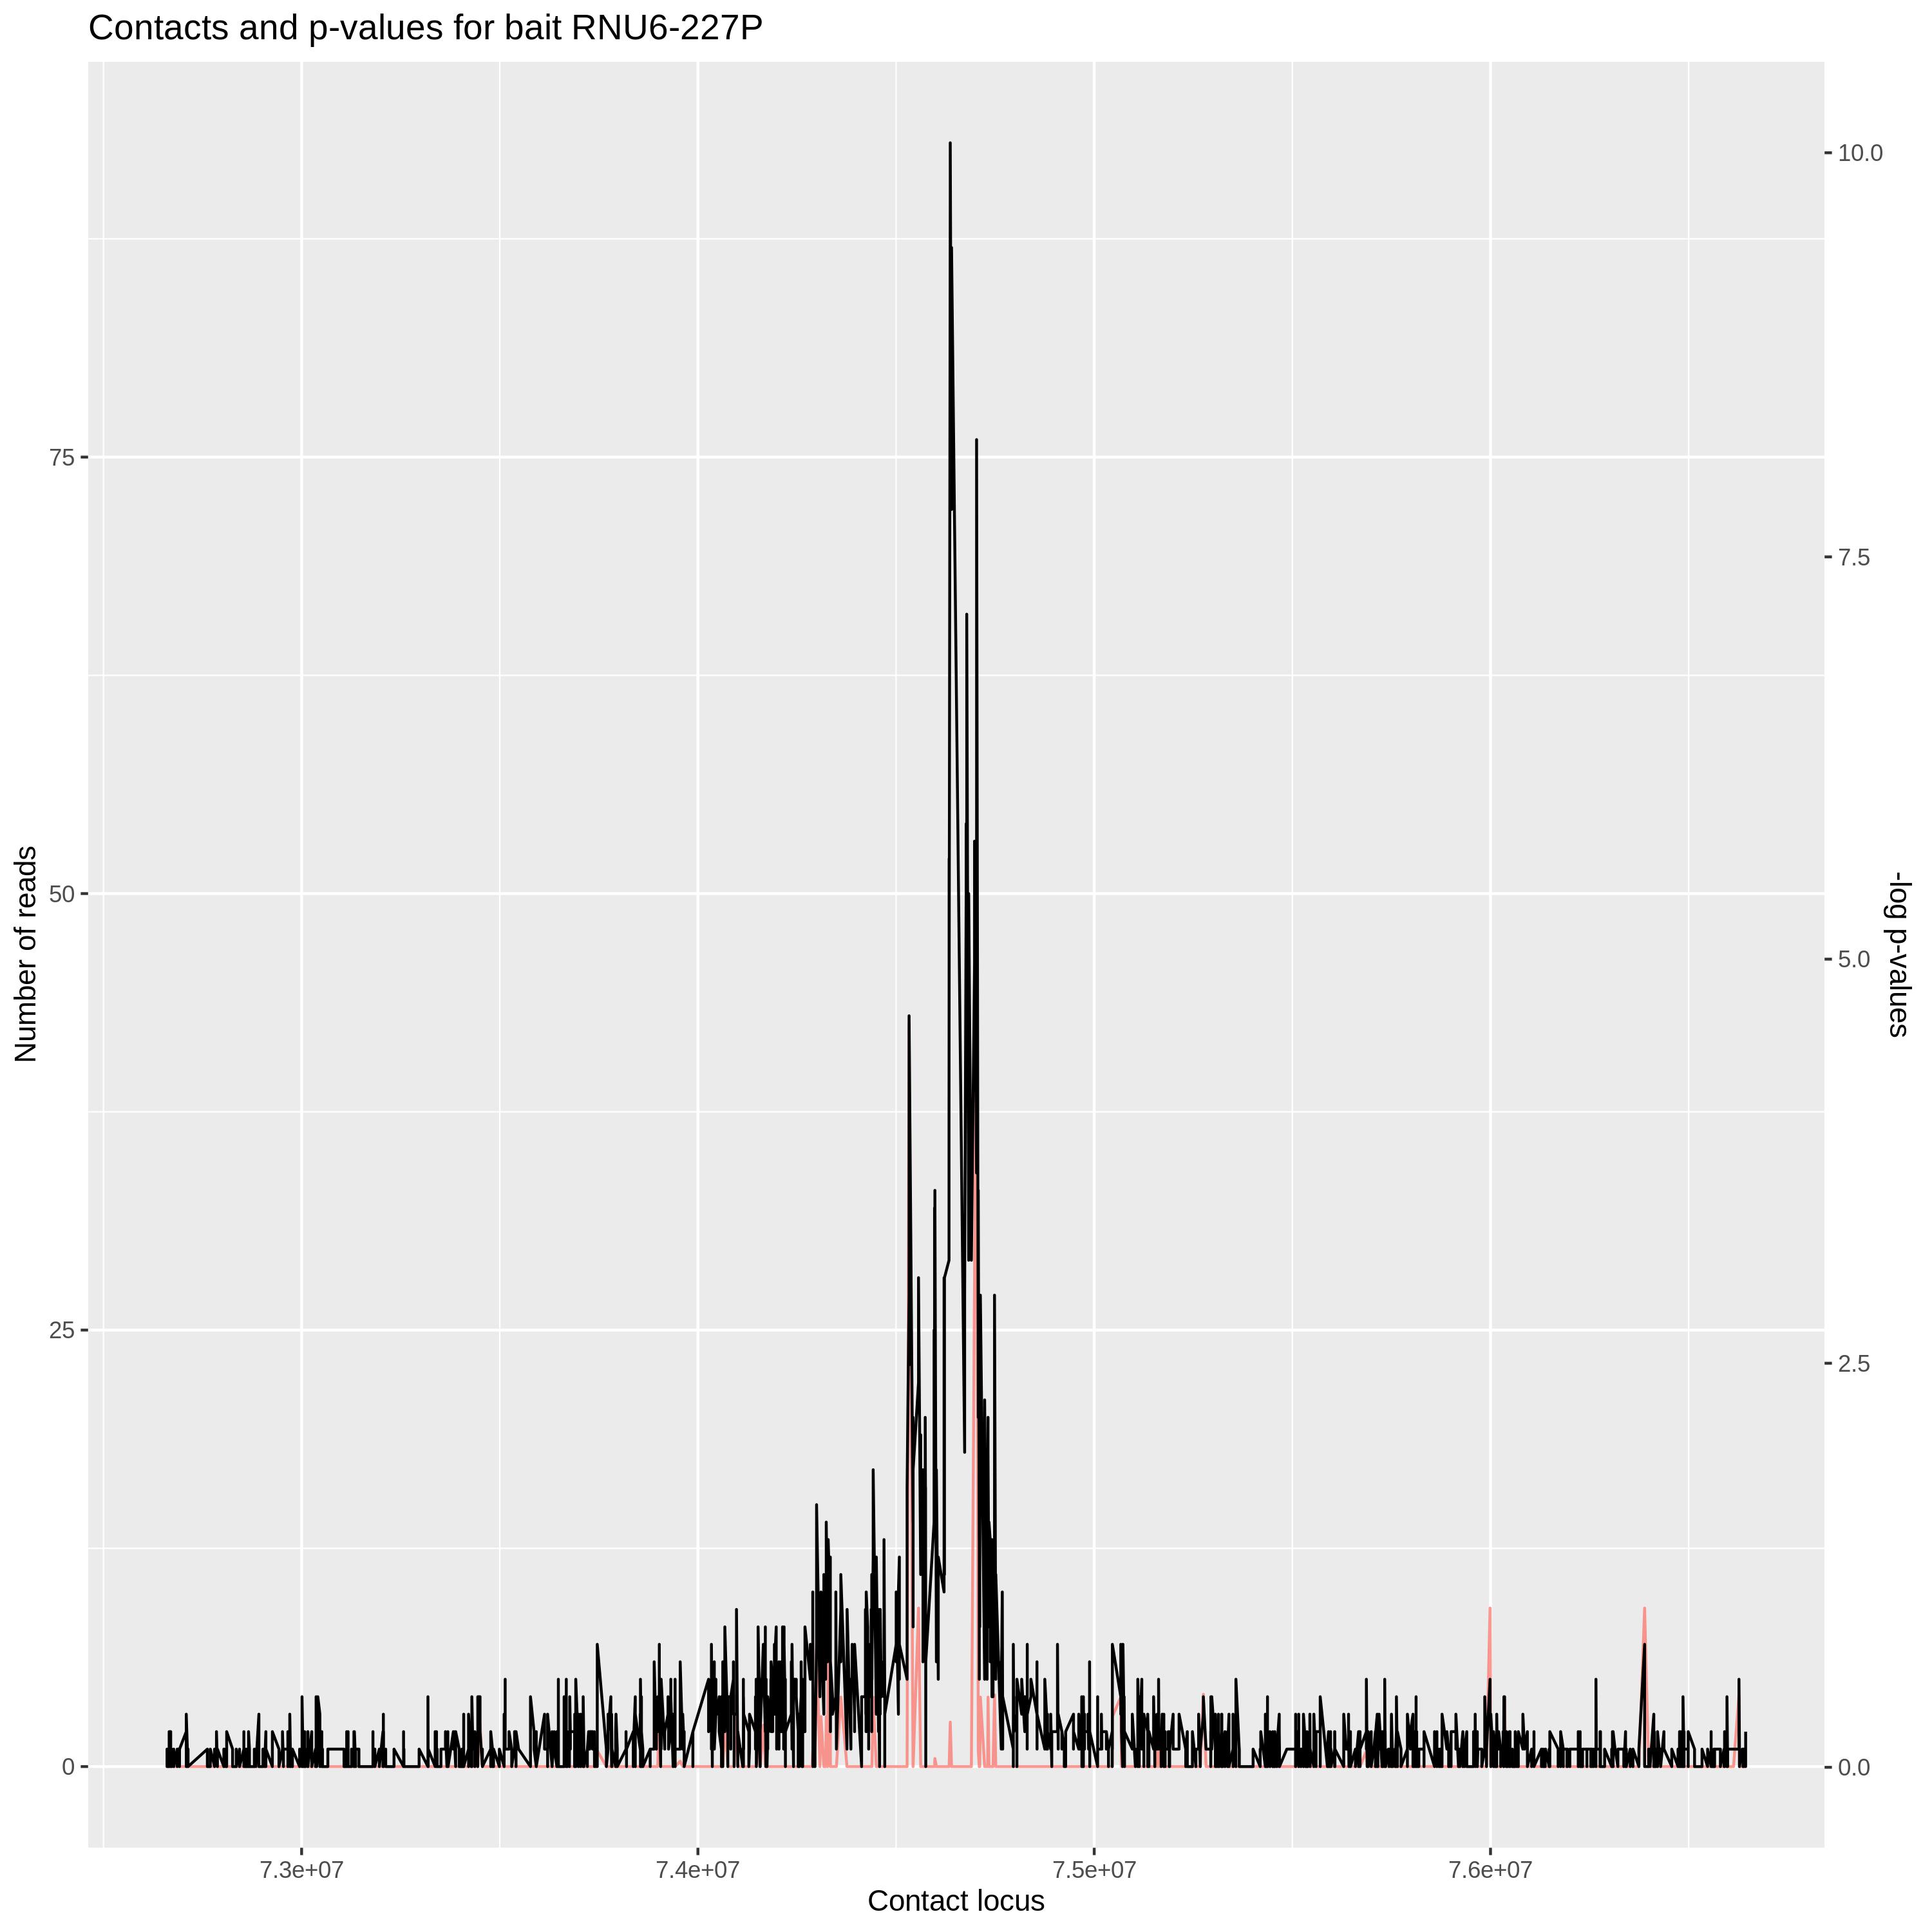 Contacts and p-values for bait RNU6-227P
10.0
75
7.5
Number of reads
50
5.0
-log p-values
25
2.5
0
0.0
7.3e+07
7.4e+07
7.5e+07
7.6e+07
Contact locus